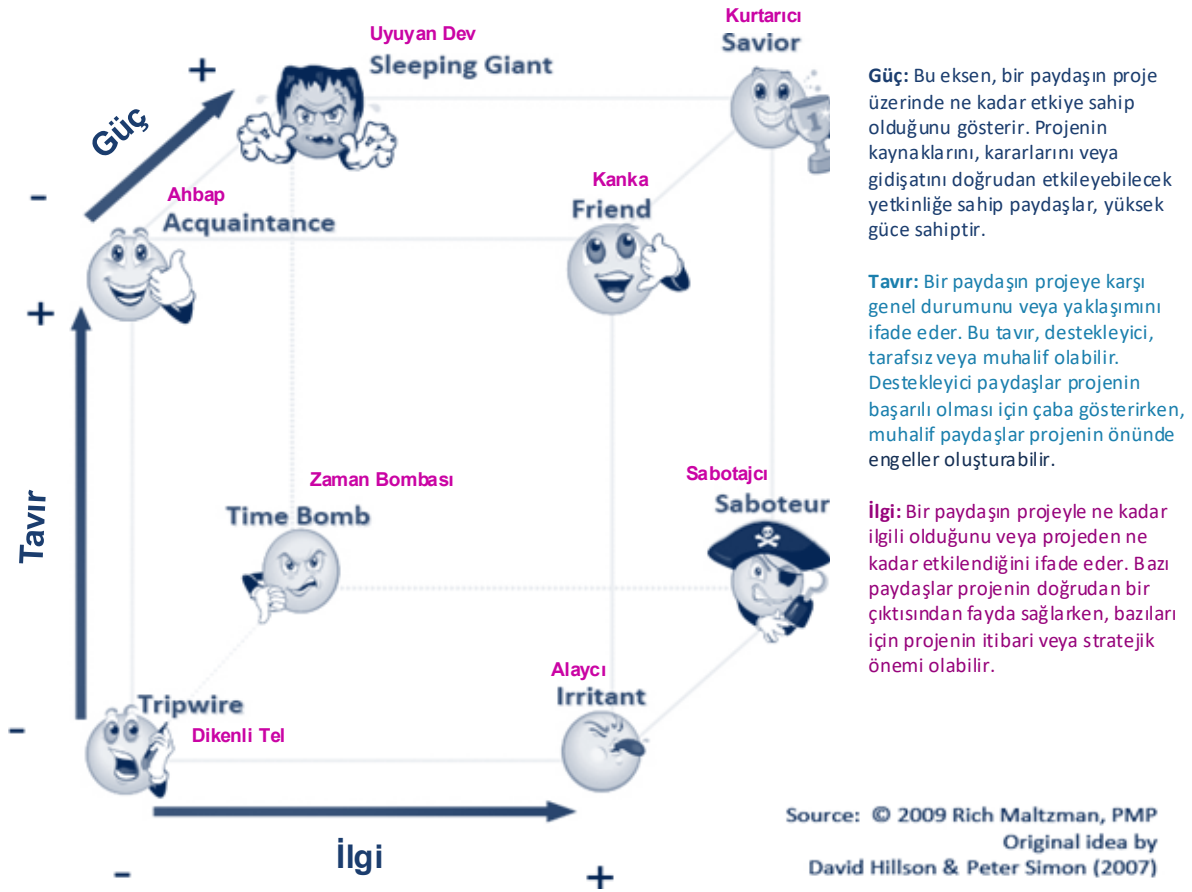 Kurtarıcı
Savior
Uyuyan Dev
Sleeping Giant
+
Güç
-
Ahbap
Acquaintance
Kanka
Friend
+
Tavır
-
Zaman Bombası
Time Bomb
Sabotajcı
Saboteur
Tripwire
Dikenli Tel
Alaycı
Irritant
İlgi
-
+
1
Güç: Bu eksen, bir paydaşın proje
üzerinde ne kadar etkiye sahip
olduğunu gösterir. Projenin
kaynaklarını, kararlarını veya
gidişatını doğrudan etkileyebilecek
yetkinliğe sahip paydaşlar, yüksek
güce sahiptir.
Tavır: Bir paydaşın projeye karşı
genel durumunu veya yaklaşımını
ifade eder. Bu tavır, destekleyici,
tarafsız veya muhalif olabilir.
Destekleyici paydaşlar projenin
başarılı olması için çaba gösterirken,
muhalif paydaşlar projenin önünde
engeller oluşturabilir.
İlgi: Bir paydaşın projeyle ne kadar
ilgili olduğunu veya projeden ne
kadar etkilendiğini ifade eder. Bazı
paydaşlar projenin doğrudan bir
çıktısından fayda sağlarken, bazıları
için projenin itibari veya stratejik
önemi olabilir.
Source: © 2009 Rich Maltzman, PMP
Original idea by
David Hillson & Peter Simon (2007)